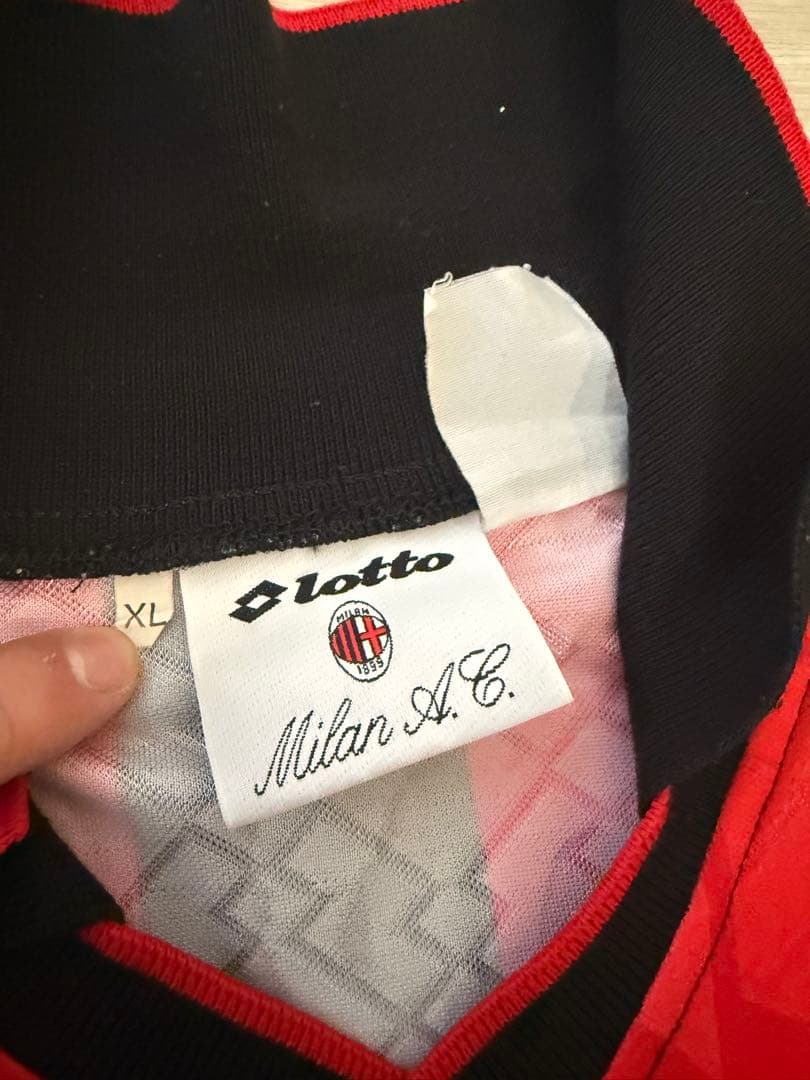 XL
lotto
MILAN
1899
Milan A.C.